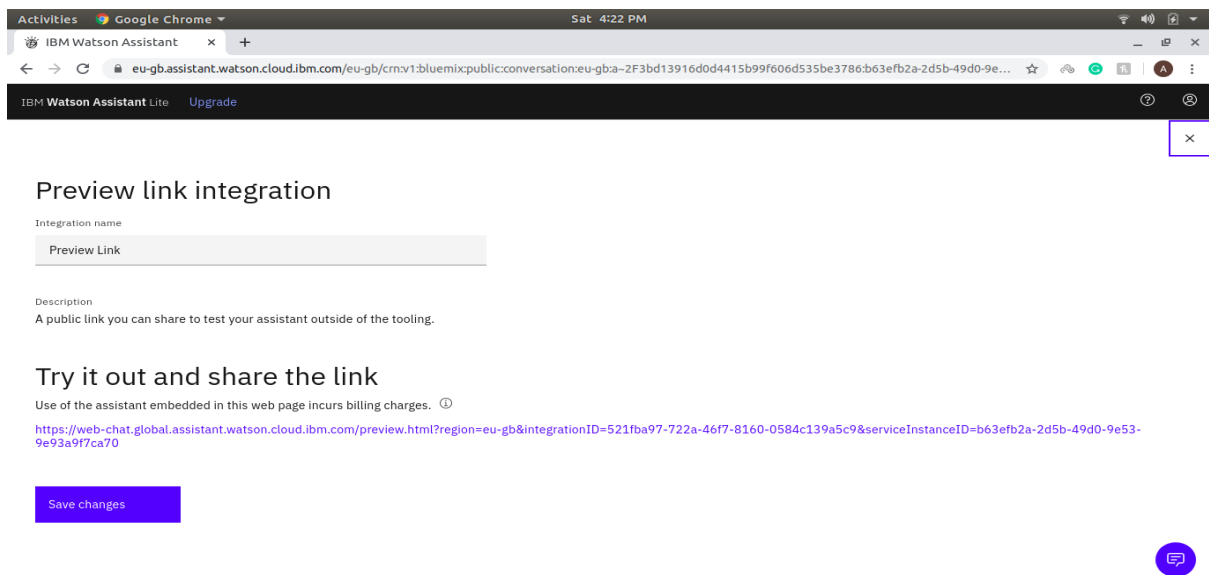 Activities Google Chrome Sat 4:22 PM
IBM Watson Assistant
eu-gb.assistant.watson.cloud.ibm.com/eu-gb/crn:v1:bluemix:public:conversation:eu-gb:a~2F3bd13916d0d4415b99f606d535be3786:b63efb2a-2d5b-49d0-9e... G A
IBM Watson Assistant Lite Upgrade
Preview link integration
Integration name
Preview Link
Description
A public link you can share to test your assistant outside of the tooling.
Try it out and share the link
Use of the assistant embedded in this web page incurs billing charges.
https://web-chat.global.assistant.watson.cloud.ibm.com/preview.html?region=eu-gb&integrationID=521fba97-722a-46f7-8160-0584c139a5c9&serviceInstanceID=b63efb2a-2d5b-49d0-9e53-
9e93a9f7ca70
Save changes